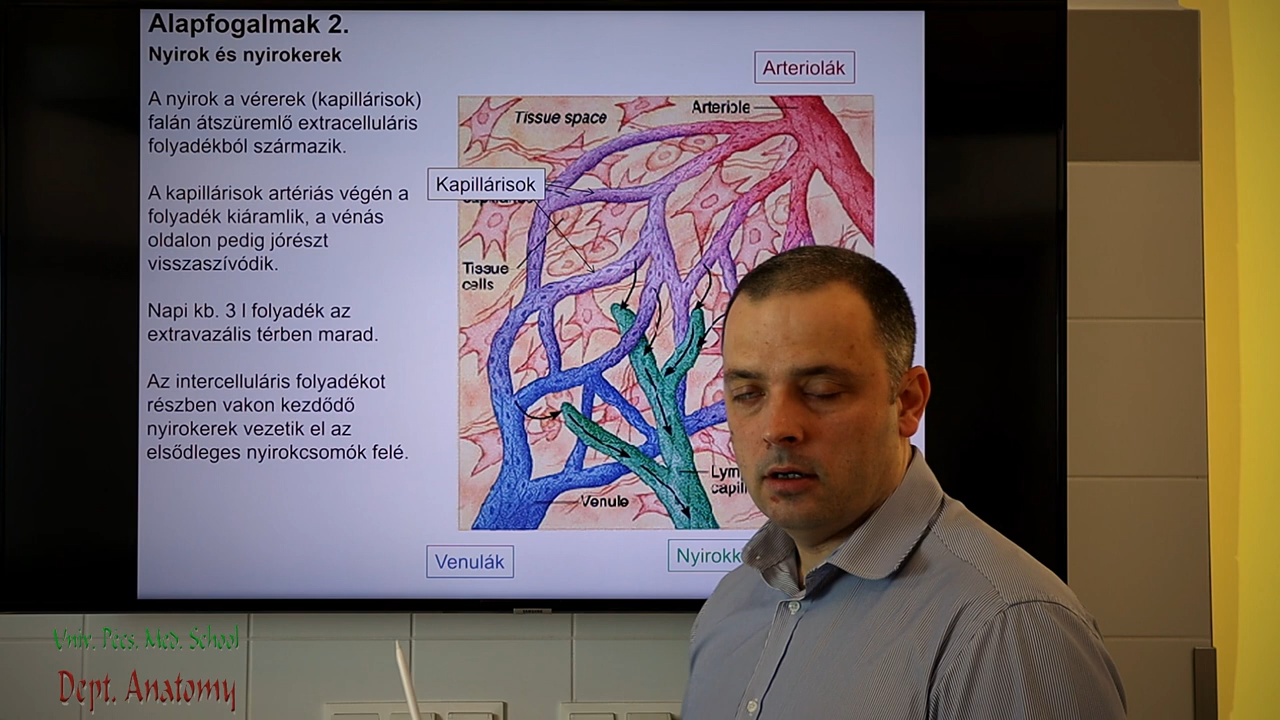 Alapfogalmak 2.
Nyirok és nyirokerek
A nyirok a vérerek (kapillárisok)
falán átszüremlő extracelluláris
folyadékból származik.
A kapillárisok artériás végén a
folyadék kiáramlik, a vénás
oldalon pedig jórészt
visszaszívódik.
Napi kb. 3 l folyadék az
extravazális térben marad.
Az intercelluláris folyadékot
részben vakon kezdődő
nyirokerek vezetik el az
elsődleges nyirokcsomók felé.
Arteriolák
Tissue space
Arteriole
Kapillárisok
Tissue
cells
Venule
Venulák
Univ. Pecs. Med. School
Dept. Anatomy